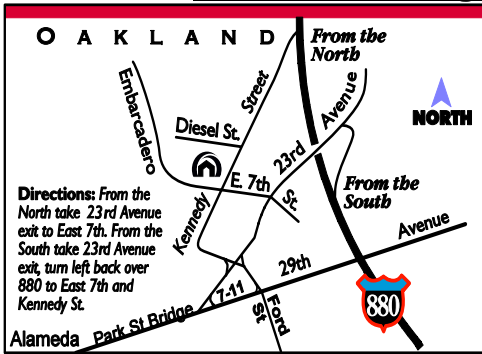 OAKLAND
From the
North
Embarcadero
Street
Avenue
NORTH
Diesel St.
23rd
E. 7th
St.
From the
South
Kennedy
Directions: From the
North take 23rd Avenue
exit to East 7th. From the
South take 23rd Avenue
exit, turn left back over
880 to East 7th and
Kennedy St.
Avenue
29th
7-11
880
Ford
St
Park St Bridge
Alameda